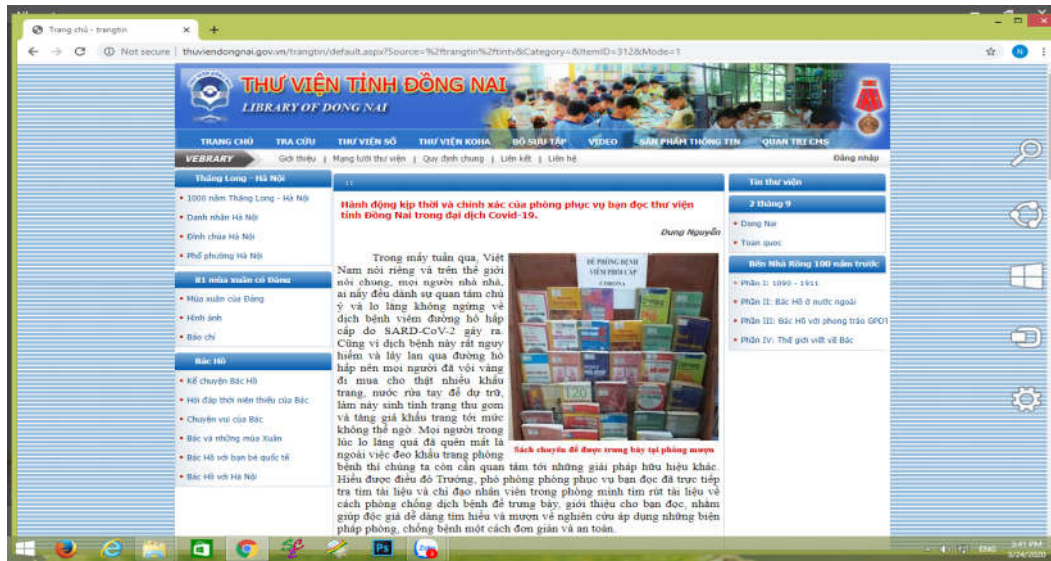 Trang chủ - trangtin
Not secure | thuviendongnai.gov.vn/trangtin/default.aspx?Source=%2ftrangtin%2ftintv&Category=&ItemID=312&Mode=1
THƯ VIỆN TỈNH ĐỒNG NAI
LIBRARY OF DONG NAI
TRANG CHỦ TRA CỨU THƯ VIỆN SỐ THƯ VIỆN KOHA BỘ SƯU TẬP VIDEO SẢN PHẨM THÔNG TIN QUẢN TRỊ CMS
VEBRARY Giới thiệu | Mạng lưới thư viện | Quy định chung | Liên kết | Liên hệ Đăng nhập
Thăng Long - Hà Nội
1000 năm Thăng Long - Hà Nội
Danh nhân Hà Nội
Đình chùa Hà Nội
Phố phường Hà Nội
81 mùa xuân có Đảng
Mùa xuân của Đảng
Hình ảnh
Báo chí
Bác Hồ
Kể chuyện Bác Hồ
Hỏi đáp thời niên thiếu của Bác
Chuyện vui của Bác
Bác và những mùa Xuân
Bác Hồ với bạn bè quốc tế
Bác Hồ với Hà Nội
::
Hành động kịp thời và chính xác của phòng phục vụ bạn đọc thư viện
tỉnh Đồng Nai trong đại dịch Covid-19.
Dung Nguyễn
Trong mấy tuần qua, Việt
Nam nói riêng và trên thế giới
nói chung, mọi người nhà nhà,
ai nấy đều dành sự quan tâm chú
ý và lo lắng không ngừng về
dịch bệnh viêm đường hô hấp
cấp do SARD-CoV-2 gây ra.
Cũng vì dịch bệnh này rất nguy
hiểm và lây lan qua đường hô
hấp nên mọi người đã vội vàng
đi mua cho thật nhiều khẩu
trang, nước rửa tay để dự trữ,
làm nảy sinh tình trạng thu gom
và tăng giá khẩu trang tới mức
không thể ngờ. Mọi người trong
lúc lo lắng quá đã quên mất là
ngoài việc đeo khẩu trang phòng
bệnh thì chúng ta còn cần quan tâm tới những giải pháp hữu hiệu khác.
Hiểu được điều đó Trưởng, phó phòng phòng phục vụ bạn đọc đã trực tiếp
tra tìm tài liệu và chỉ đạo nhân viên trong phòng mình tìm rút tài liệu về
cách phòng chống dịch bệnh để trưng bày, giới thiệu cho bạn đọc, nhằm
giúp độc giả dễ dàng tìm hiểu và mượn về nghiên cứu áp dụng những biện
pháp phòng, chống bệnh một cách đơn giản và an toàn.
ĐỀ PHÒNG BỆNH
VIÊM PHỔI CẤP
CORONA
120
Sách chuyên đề được trưng bày tại phòng mượn
Tin thư viện
2 tháng 9
Dong Nai
Toan quoc
Bến Nhà Rồng 100 năm trước
Phần I: 1890 - 1911
Phần II: Bác Hồ ở nước ngoài
Phần III: Bác Hồ với phong trào GPDT
Phần IV: Thế giới viết về Bác
ENG 3:41 PM
3/24/2020